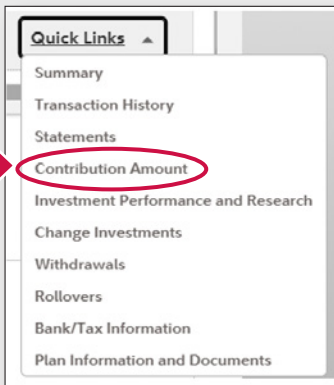 Quick Links
Summary
Transaction History
Statements
Contribution Amount
Investment Performance and Research
Change Investments
Withdrawals
Rollovers
Bank/Tax Information
Plan Information and Documents